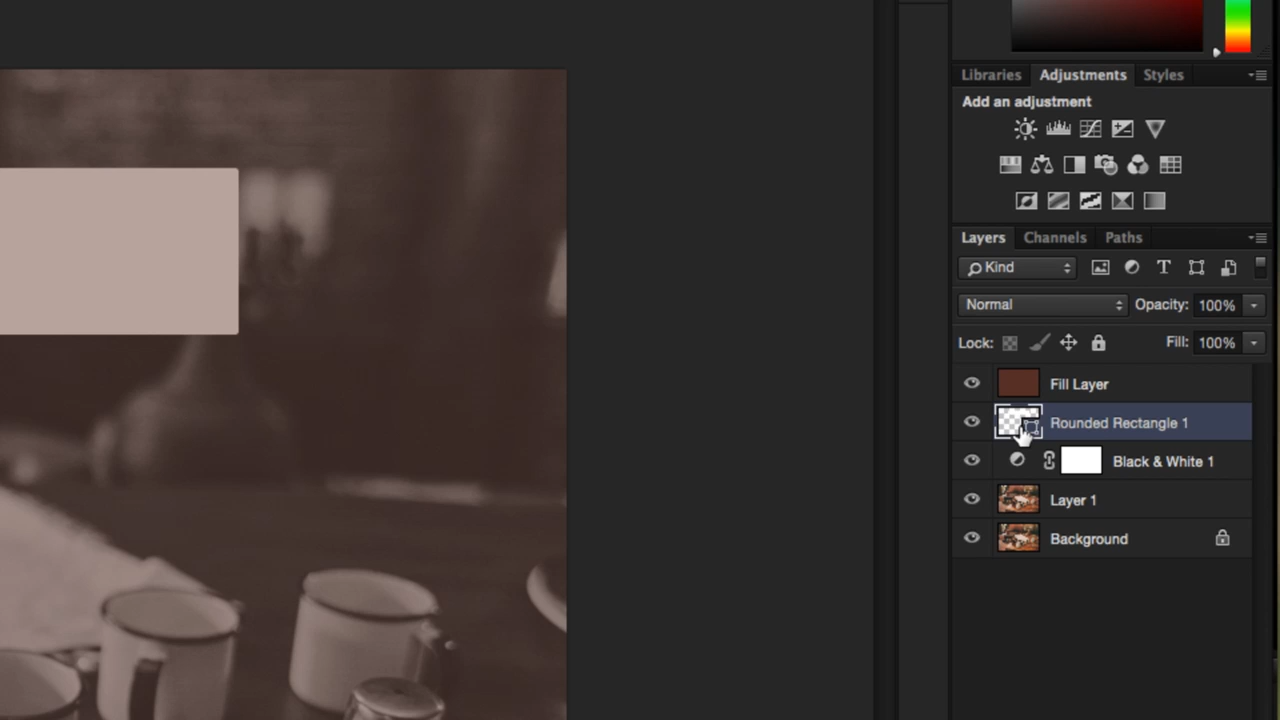 Libraries Adjustments Styles
Add an adjustment
Layers Channels Paths
Kind
Normal Opacity: 100%
Lock: Fill: 100%
Fill Layer
Rounded Rectangle 1
Black & White 1
Layer 1
Background